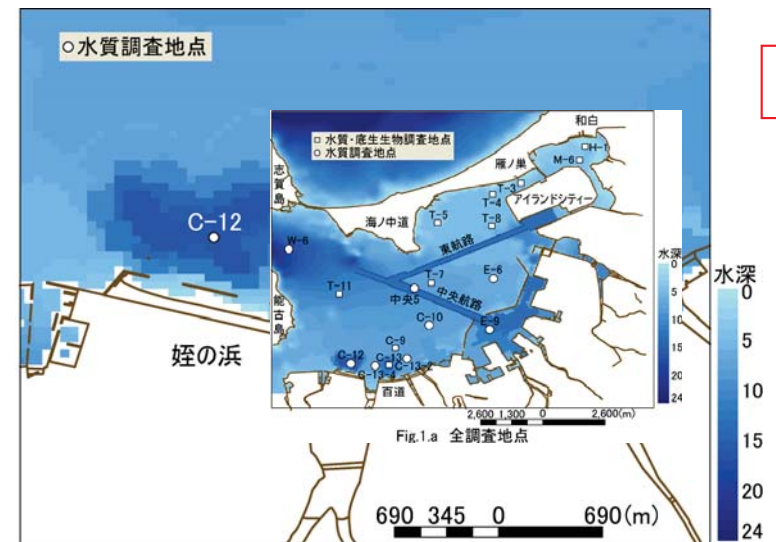 ○水質調査地点
C-12
姪の浜
□ 水質・底生生物調査地点
○ 水質調査地点
和白
H-1
M-6
雁ノ巣
T-3
T-4
アイランドシティー
志賀島
海ノ中道
T-5
T-8
W-6
東航路
T-7
E-6
T-11
中央5
中央航路
能古島
C-10
E-9
C-9
C-12
C-13
C-13-2
C-13-4
百道
水深
0
5
10
15
20
24
2,600 1,300 0 2,600(m)
Fig.1.a 全調査地点
水深
0
5
10
15
20
24
690 345 0 690(m)